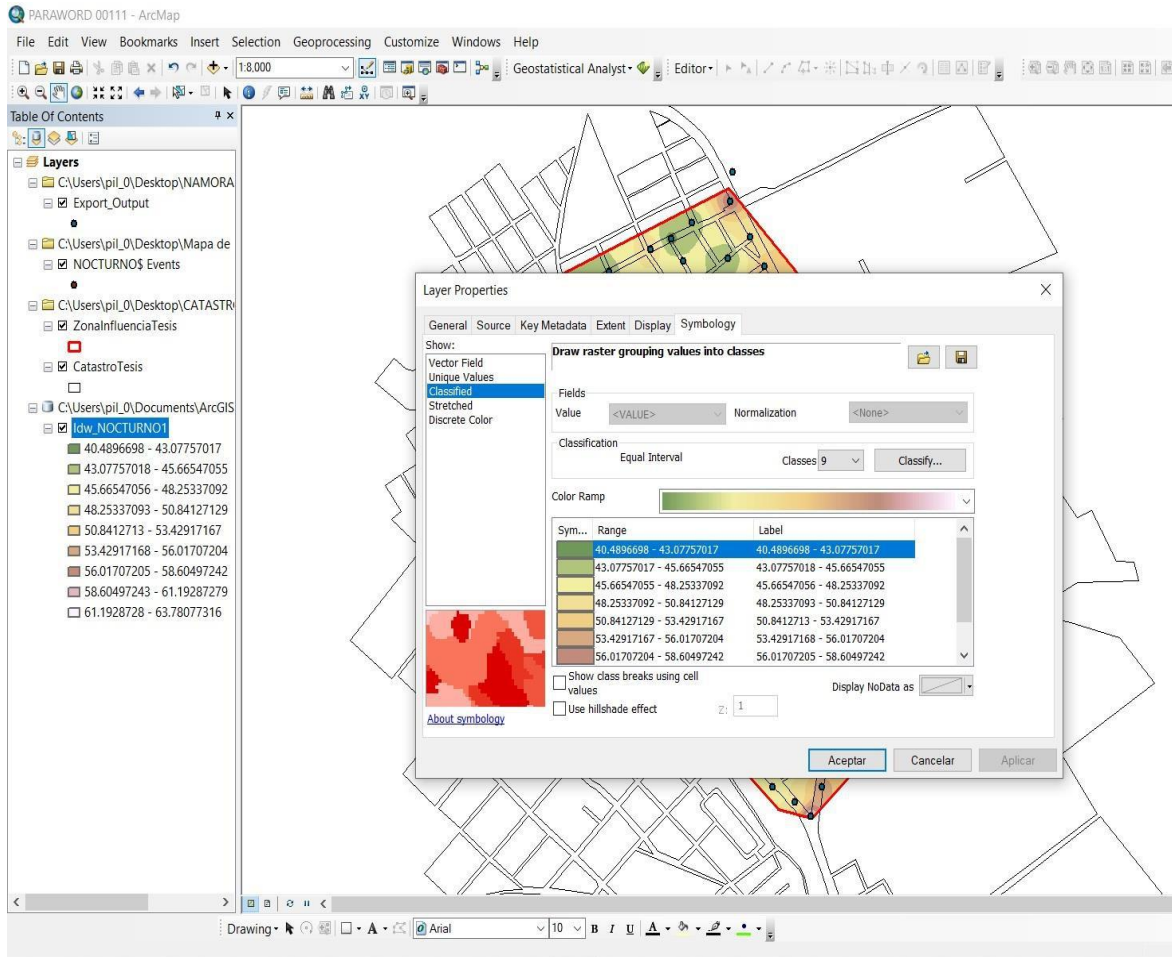 PARAWORD 00111 - ArcMap
File Edit View Bookmarks Insert Selection Geoprocessing Customize Windows Help
1:8,000 Geostatistical Analyst Editor
Table Of Contents
Layers
C:\Users\pil_0\Desktop\NAMORA
Export_Output
C:\Users\pil_0\Desktop\Mapa de
NOCTURNO$ Events
C:\Users\pil_0\Desktop\CATASTR
ZonaInfluenciaTesis
CatastroTesis
C:\Users\pil_0\Documents\ArcGIS
Idw_NOCTURNO1
40.4896698 - 43.07757017
43.07757018 - 45.66547055
45.66547056 - 48.25337092
48.25337093 - 50.84127129
50.8412713 - 53.42917167
53.42917168 - 56.01707204
56.01707205 - 58.60497242
58.60497243 - 61.19287279
61.1928728 - 63.78077316
Layer Properties
General Source Key Metadata Extent Display Symbology
Show:
Vector Field
Unique Values
Classified
Stretched
Discrete Color
About symbology
Draw raster grouping values into classes
Fields
Value <VALUE> Normalization <None>
Classification
Equal Interval Classes 9 Classify...
Color Ramp
Sym... Range Label
40.4896698 - 43.07757017 40.4896698 - 43.07757017
43.07757017 - 45.66547055 43.07757018 - 45.66547055
45.66547055 - 48.25337092 45.66547056 - 48.25337092
48.25337092 - 50.84127129 48.25337093 - 50.84127129
50.84127129 - 53.42917167 50.8412713 - 53.42917167
53.42917167 - 56.01707204 53.42917168 - 56.01707204
56.01707204 - 58.60497242 56.01707205 - 58.60497242
Show class breaks using cell
values
Display NoData as
Use hillshade effect Z: 1
Aceptar Cancelar Aplicar
Drawing A Arial 10 B I U A